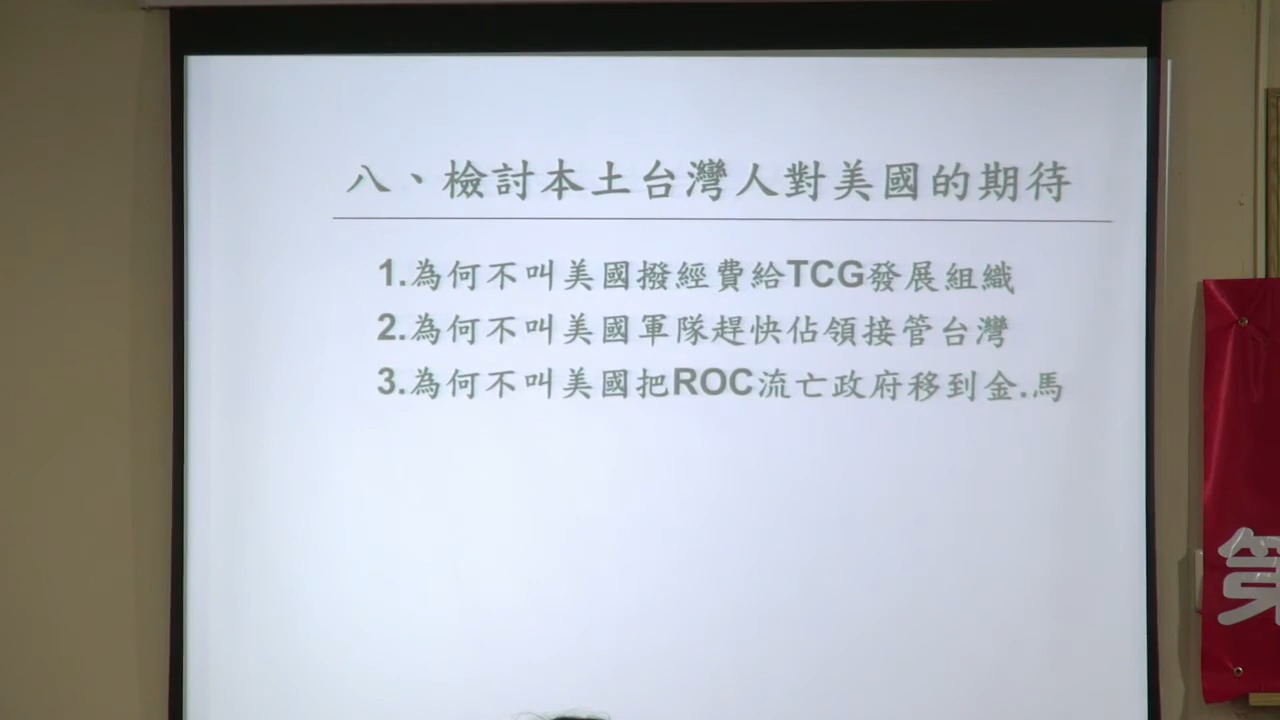 八、檢討本土台灣人對美國的期待
1.為何不叫美國撥經費給TCG發展組織
2.為何不叫美國軍隊趕快佔領接管台灣
3.為何不叫美國把ROC流亡政府移到金.馬
第